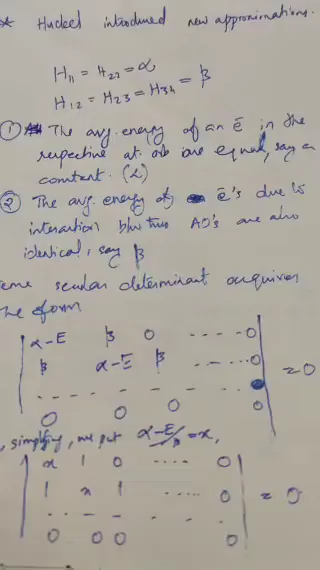 * Huckel introduced new approximations.
H₁₁ = H₂₂ = α
H₁₂ = H₂₃ = H₃₄ = β
① The avg. energy of an ē in the
respective at. orb are equal, say a
constant. (α)
② The avg. energy of ē's due to
interaction b/w two AO's are also
identical, say β
secular determinant acquires
the form
| α-E β 0 ---- 0 |
| β α-E β ----- 0 | = 0
- - - - - - - - -
0 0 0 0
, simplifying, we put α-E/β = x,
| x 1 0 .... 0 |
| 1 x 1 ..... 0 | = 0
- - - - - -
0 0 0 0